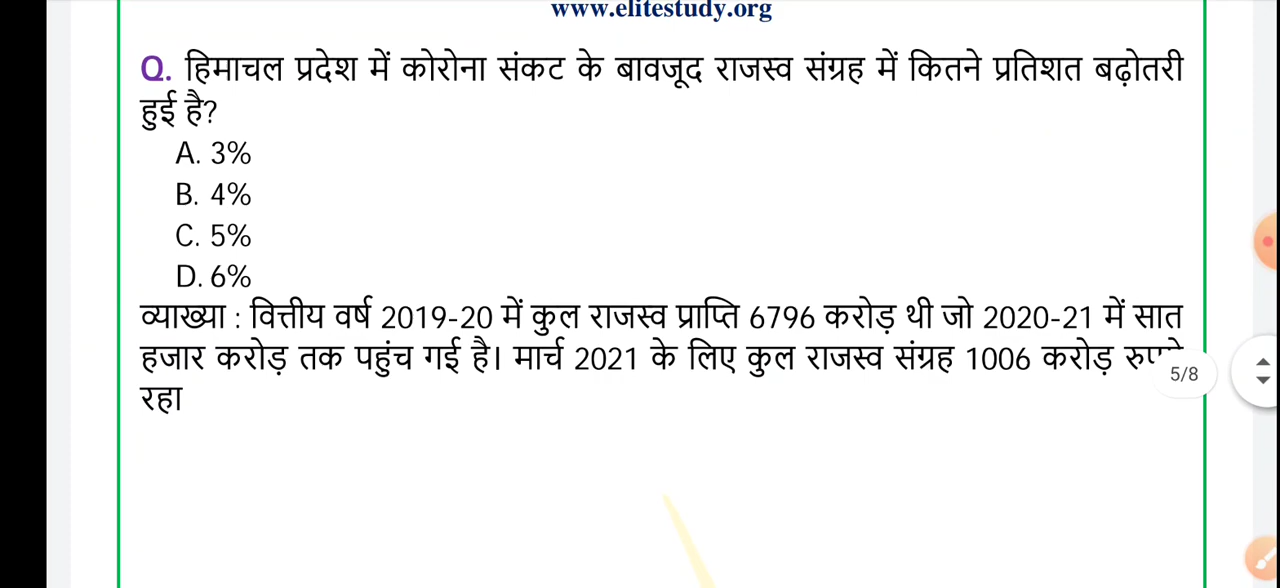 www.elitestudy.org
Q. हिमाचल प्रदेश में कोरोना संकट के बावजूद राजस्व संग्रह में कितने प्रतिशत बढ़ोतरी
हुई है?
A. 3%
B. 4%
C. 5%
D. 6%
व्याख्या : वित्तीय वर्ष 2019-20 में कुल राजस्व प्राप्ति 6796 करोड़ थी जो 2020-21 में सात
हजार करोड़ तक पहुंच गई है। मार्च 2021 के लिए कुल राजस्व संग्रह 1006 करोड़
5/8
रहा